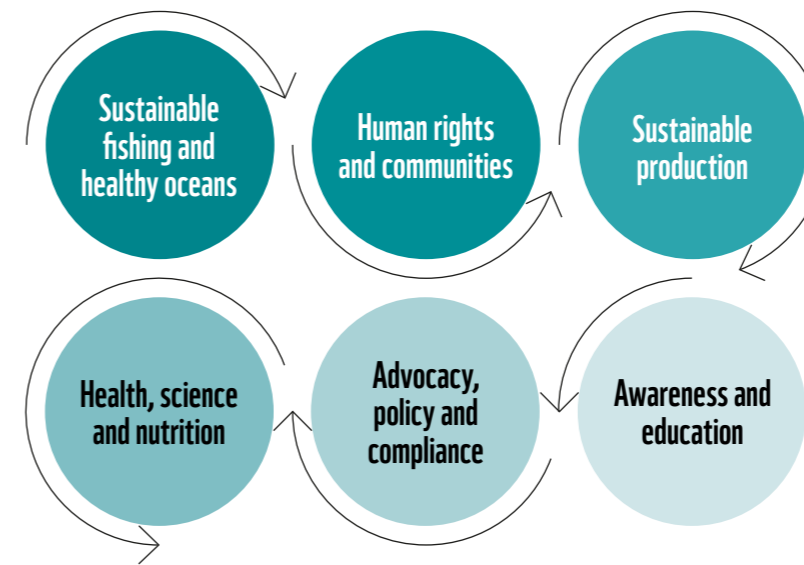 Sustainable
fishing and
healthy oceans
Human rights
and communities
Sustainable
production
Health, science
and nutrition
Advocacy,
policy and
compliance
Awareness and
education